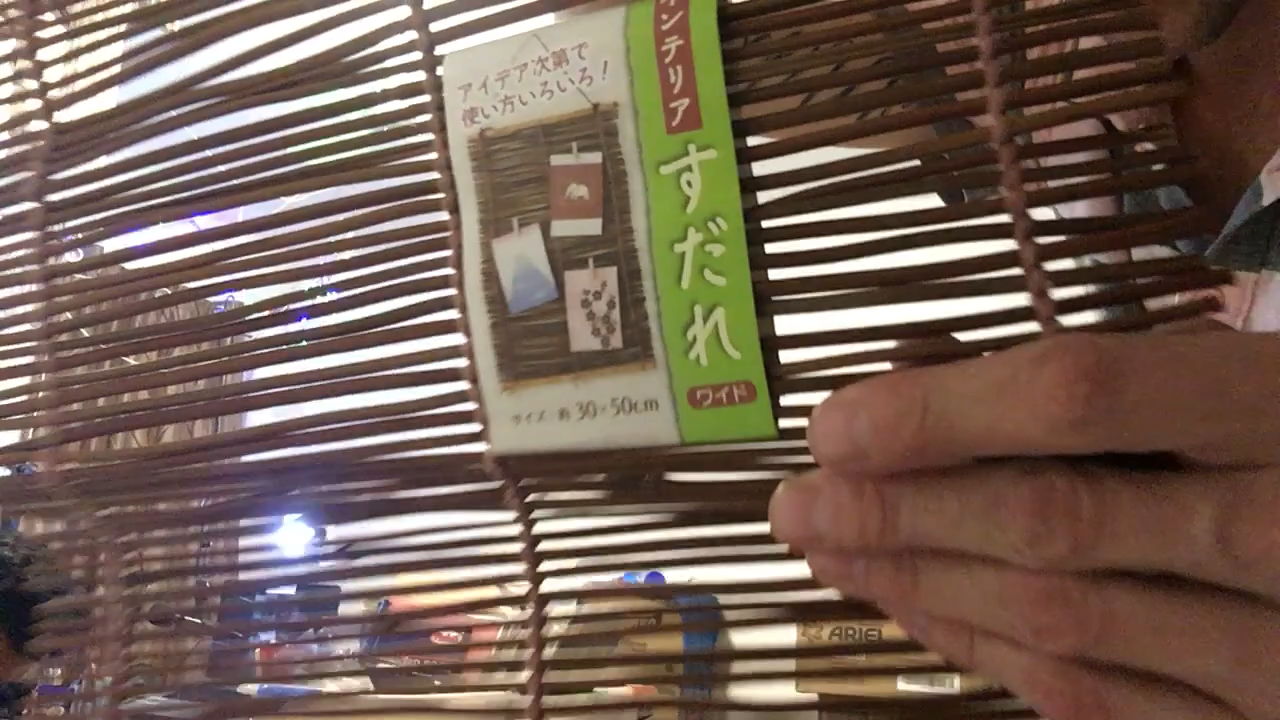 アイデア次第で
使い方いろいろ!
ンテリア
すだれ
ワイド
サイズ 約30×50cm
ARIEL